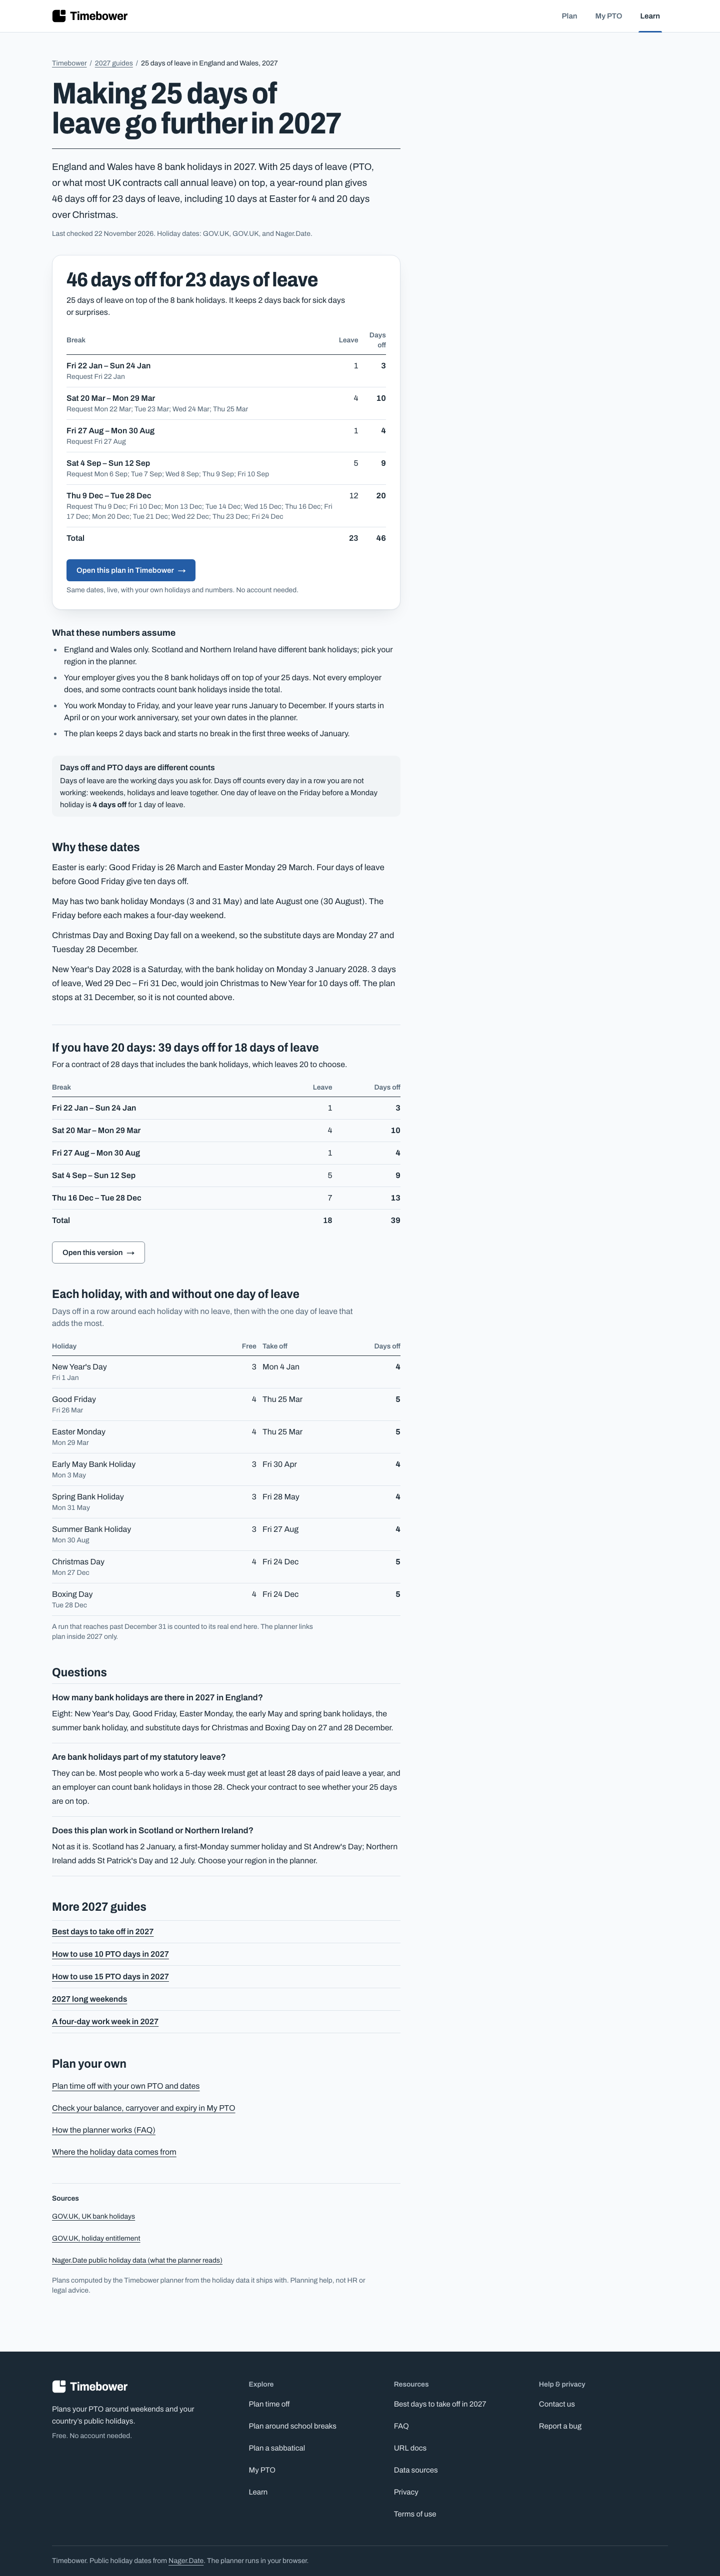 Timebower
Plan My PTO Learn
Timebower / 2027 guides / 25 days of leave in England and Wales, 2027
Making 25 days of
leave go further in 2027
England and Wales have 8 bank holidays in 2027. With 25 days of leave (PTO,
or what most UK contracts call annual leave) on top, a year-round plan gives
46 days off for 23 days of leave, including 10 days at Easter for 4 and 20 days
over Christmas.
Last checked 22 November 2026. Holiday dates: GOV.UK, GOV.UK, and Nager.Date.
46 days off for 23 days of leave
25 days of leave on top of the 8 bank holidays. It keeps 2 days back for sick days
or surprises.
Break Leave Days
off
Fri 22 Jan – Sun 24 Jan 1 3
Request Fri 22 Jan
Sat 20 Mar – Mon 29 Mar 4 10
Request Mon 22 Mar; Tue 23 Mar; Wed 24 Mar; Thu 25 Mar
Fri 27 Aug – Mon 30 Aug 1 4
Request Fri 27 Aug
Sat 4 Sep – Sun 12 Sep 5 9
Request Mon 6 Sep; Tue 7 Sep; Wed 8 Sep; Thu 9 Sep; Fri 10 Sep
Thu 9 Dec – Tue 28 Dec 12 20
Request Thu 9 Dec; Fri 10 Dec; Mon 13 Dec; Tue 14 Dec; Wed 15 Dec; Thu 16 Dec; Fri
17 Dec; Mon 20 Dec; Tue 21 Dec; Wed 22 Dec; Thu 23 Dec; Fri 24 Dec
Total 23 46
Open this plan in Timebower →
Same dates, live, with your own holidays and numbers. No account needed.
What these numbers assume
• England and Wales only. Scotland and Northern Ireland have different bank holidays; pick your
region in the planner.
• Your employer gives you the 8 bank holidays off on top of your 25 days. Not every employer
does, and some contracts count bank holidays inside the total.
• You work Monday to Friday, and your leave year runs January to December. If yours starts in
April or on your work anniversary, set your own dates in the planner.
• The plan keeps 2 days back and starts no break in the first three weeks of January.
Days off and PTO days are different counts
Days of leave are the working days you ask for. Days off counts every day in a row you are not
working: weekends, holidays and leave together. One day of leave on the Friday before a Monday
holiday is 4 days off for 1 day of leave.
Why these dates
Easter is early: Good Friday is 26 March and Easter Monday 29 March. Four days of leave
before Good Friday give ten days off.
May has two bank holiday Mondays (3 and 31 May) and late August one (30 August). The
Friday before each makes a four-day weekend.
Christmas Day and Boxing Day fall on a weekend, so the substitute days are Monday 27 and
Tuesday 28 December.
New Year's Day 2028 is a Saturday, with the bank holiday on Monday 3 January 2028. 3 days
of leave, Wed 29 Dec – Fri 31 Dec, would join Christmas to New Year for 10 days off. The plan
stops at 31 December, so it is not counted above.
If you have 20 days: 39 days off for 18 days of leave
For a contract of 28 days that includes the bank holidays, which leaves 20 to choose.
Break Leave Days off
Fri 22 Jan – Sun 24 Jan 1 3
Sat 20 Mar – Mon 29 Mar 4 10
Fri 27 Aug – Mon 30 Aug 1 4
Sat 4 Sep – Sun 12 Sep 5 9
Thu 16 Dec – Tue 28 Dec 7 13
Total 18 39
Open this version →
Each holiday, with and without one day of leave
Days off in a row around each holiday with no leave, then with the one day of leave that
adds the most.
Holiday Free Take off Days off
New Year's Day 3 Mon 4 Jan 4
Fri 1 Jan
Good Friday 4 Thu 25 Mar 5
Fri 26 Mar
Easter Monday 4 Thu 25 Mar 5
Mon 29 Mar
Early May Bank Holiday 3 Fri 30 Apr 4
Mon 3 May
Spring Bank Holiday 3 Fri 28 May 4
Mon 31 May
Summer Bank Holiday 3 Fri 27 Aug 4
Mon 30 Aug
Christmas Day 4 Fri 24 Dec 5
Mon 27 Dec
Boxing Day 4 Fri 24 Dec 5
Tue 28 Dec
A run that reaches past December 31 is counted to its real end here. The planner links
plan inside 2027 only.
Questions
How many bank holidays are there in 2027 in England?
Eight: New Year's Day, Good Friday, Easter Monday, the early May and spring bank holidays, the
summer bank holiday, and substitute days for Christmas and Boxing Day on 27 and 28 December.
Are bank holidays part of my statutory leave?
They can be. Most people who work a 5-day week must get at least 28 days of paid leave a year, and
an employer can count bank holidays in those 28. Check your contract to see whether your 25 days
are on top.
Does this plan work in Scotland or Northern Ireland?
Not as it is. Scotland has 2 January, a first-Monday summer holiday and St Andrew's Day; Northern
Ireland adds St Patrick's Day and 12 July. Choose your region in the planner.
More 2027 guides
Best days to take off in 2027
How to use 10 PTO days in 2027
How to use 15 PTO days in 2027
2027 long weekends
A four-day work week in 2027
Plan your own
Plan time off with your own PTO and dates
Check your balance, carryover and expiry in My PTO
How the planner works (FAQ)
Where the holiday data comes from
Sources
GOV.UK, UK bank holidays
GOV.UK, holiday entitlement
Nager.Date public holiday data (what the planner reads)
Plans computed by the Timebower planner from the holiday data it ships with. Planning help, not HR or
legal advice.
Timebower
Plans your PTO around weekends and your
country's public holidays.
Free. No account needed.
Explore
Plan time off
Plan around school breaks
Plan a sabbatical
My PTO
Learn
Resources
Best days to take off in 2027
FAQ
URL docs
Data sources
Privacy
Terms of use
Help & privacy
Contact us
Report a bug
Timebower. Public holiday dates from Nager.Date. The planner runs in your browser.